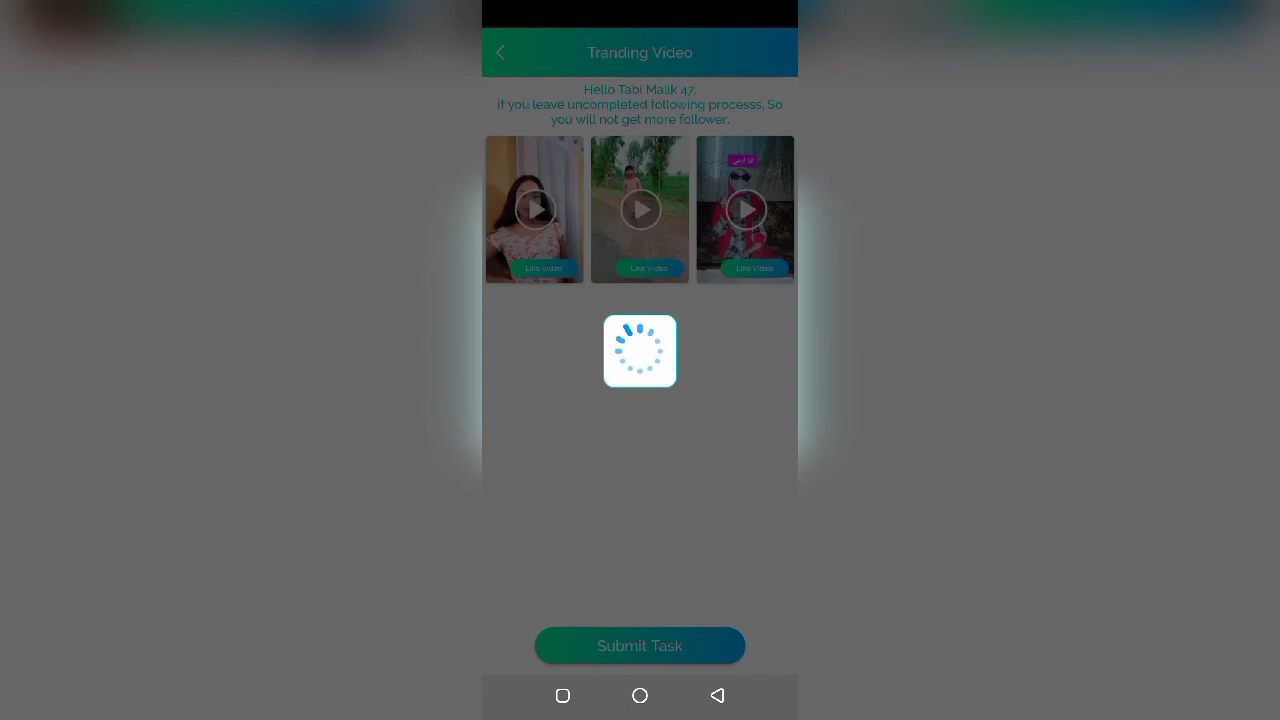 Tranding Video
Hello Tabi Malik 47,
if you leave uncompleted following processs. So
you will not get more follower.
Like Video
Like Video
Like Video
Submit Task